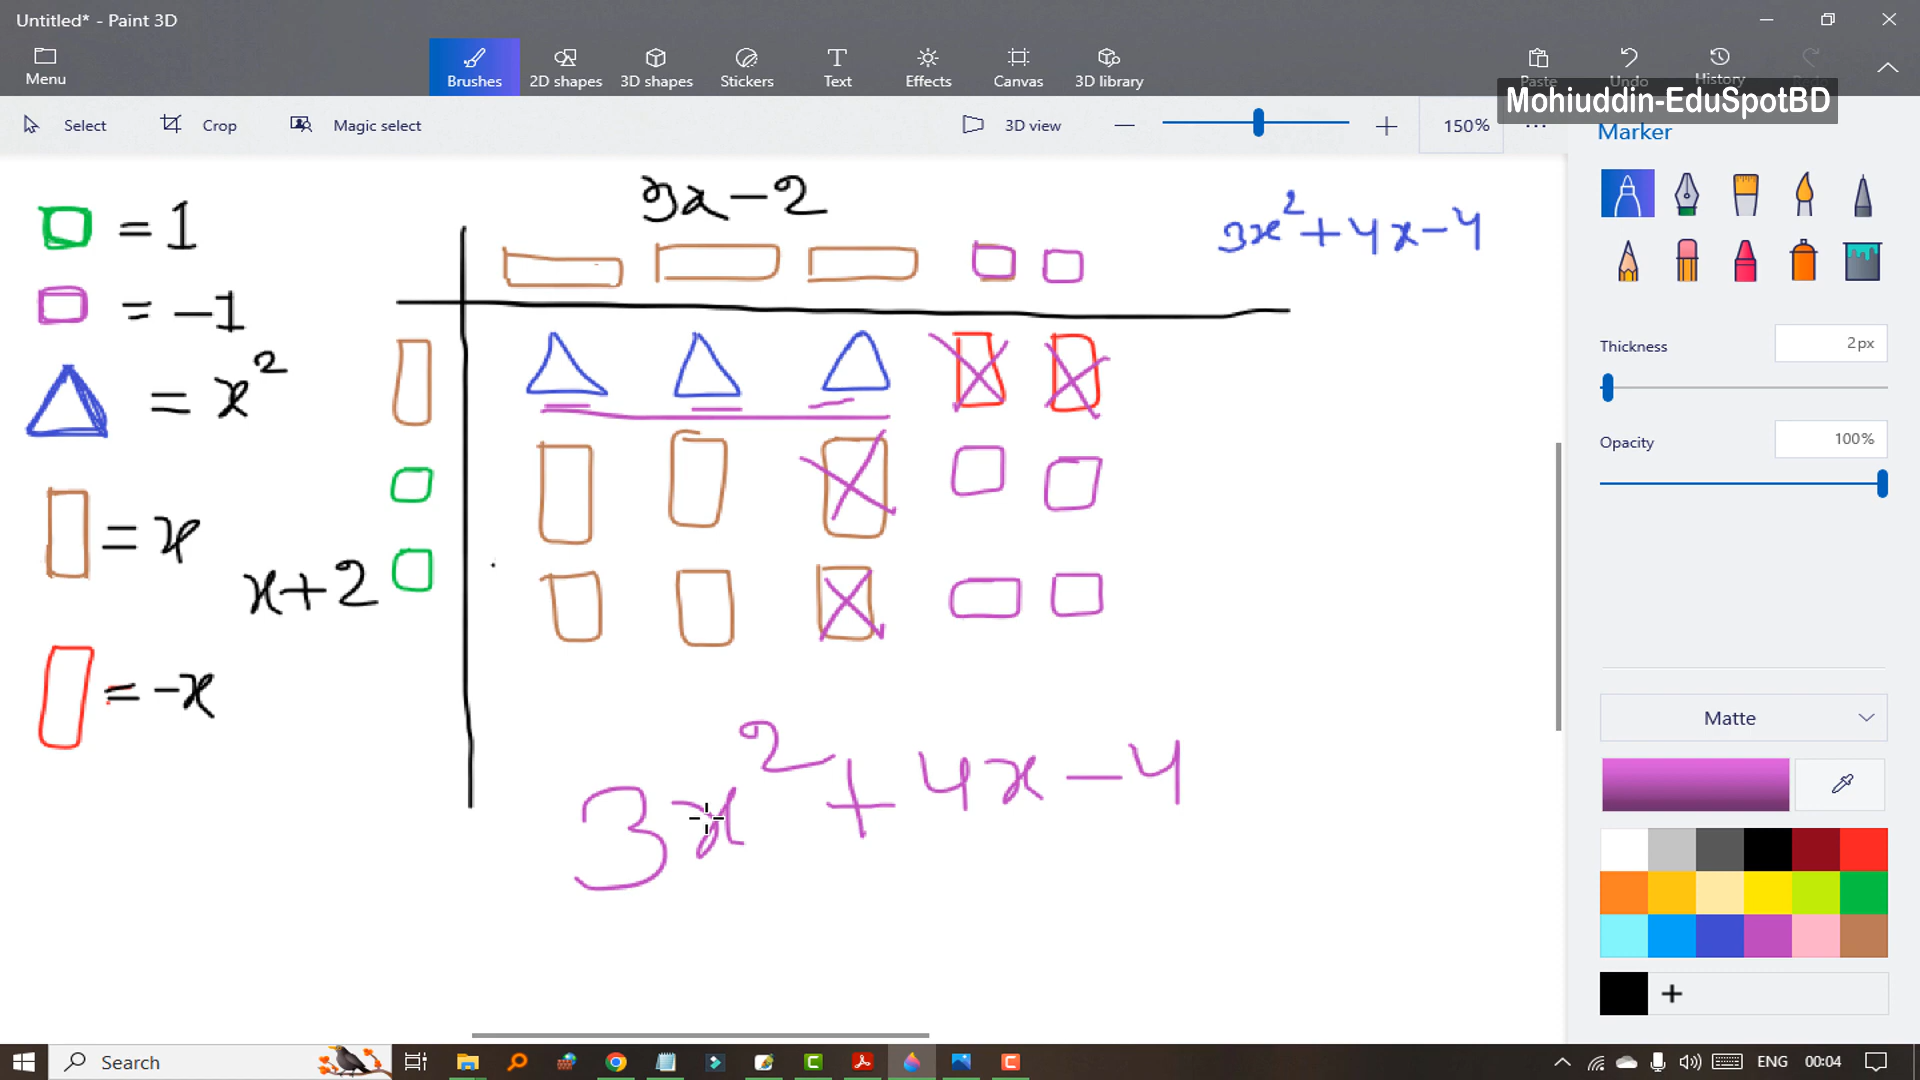 Untitled* - Paint 3D
Menu
Brushes
2D shapes
3D shapes
Stickers
Text
Effects
Canvas
3D library
Paste
Undo
History
Redo
Mohiuddin-EduSpotBD
Select
Crop
Magic select
3D view
150%
Marker
Thickness
2px
Opacity
100%
Matte
= 1
= -1
= x²
= x
= -x
3x - 2
x + 2
3x² + 4x - 4
3x² + 4x - 4
Search
ENG
00:04